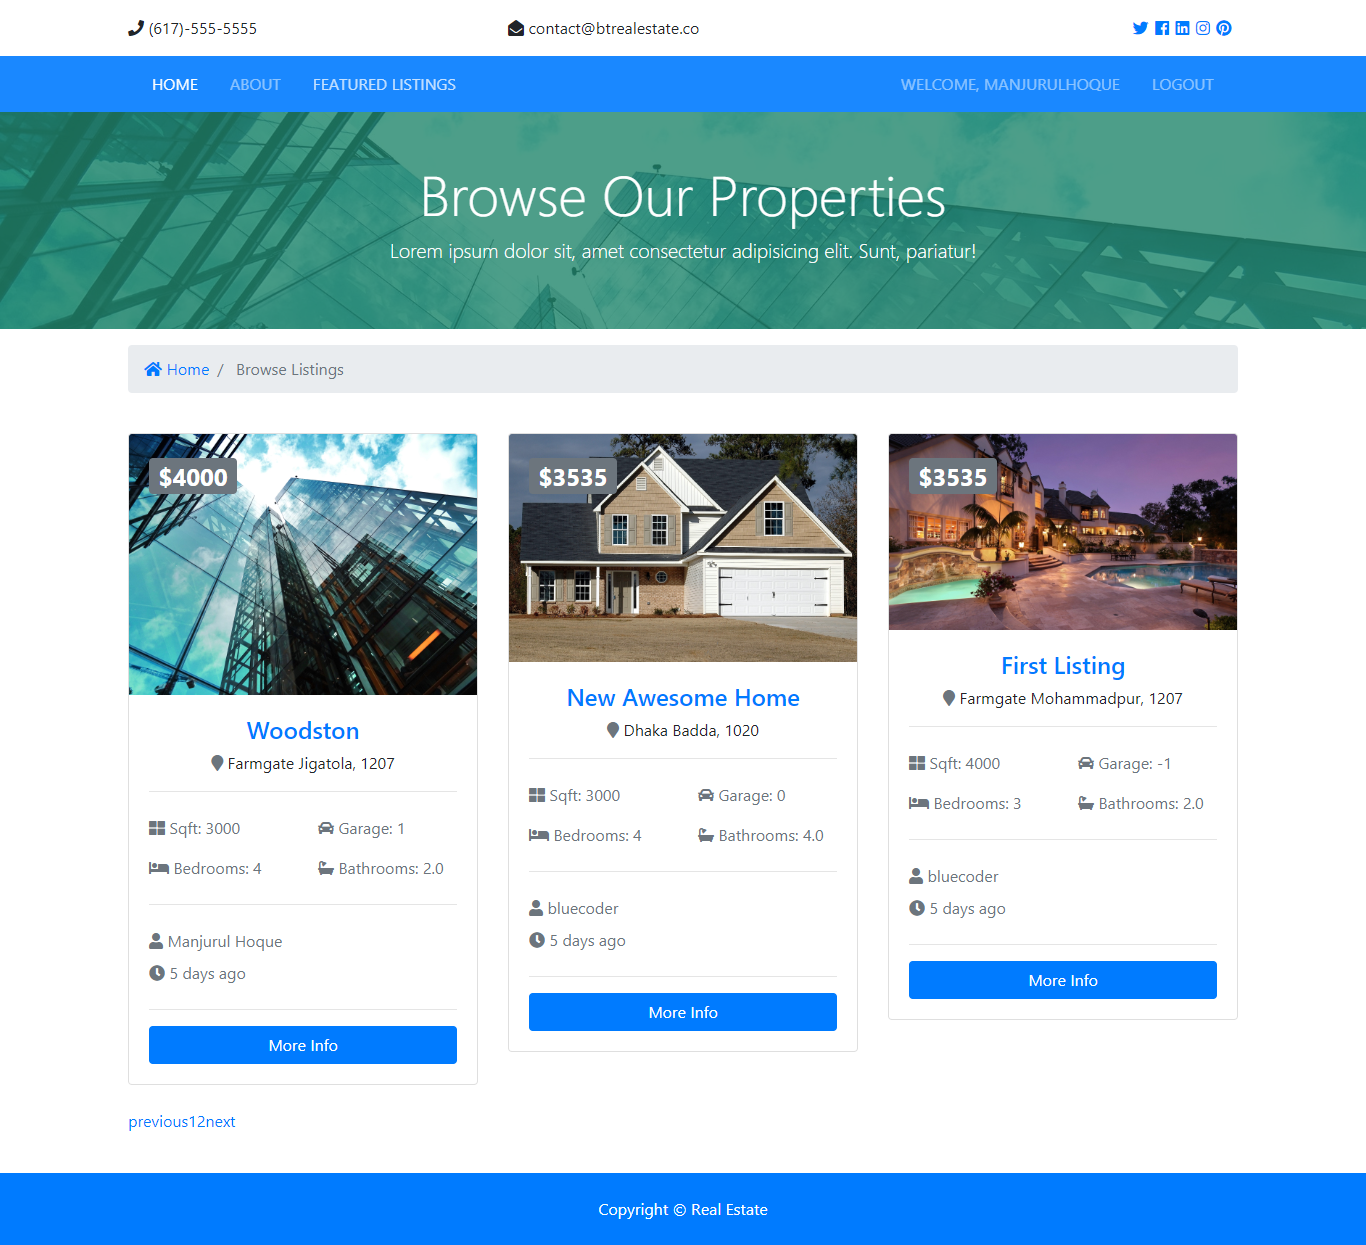 (617)-555-5555
contact@btrealestate.co
HOME ABOUT FEATURED LISTINGS WELCOME, MANJURULHOQUE LOGOUT
Browse Our Properties
Lorem ipsum dolor sit, amet consectetur adipisicing elit. Sunt, pariatur!
Home / Browse Listings
$4000
Woodston
Farmgate Jigatola, 1207
Sqft: 3000 Garage: 1
Bedrooms: 4 Bathrooms: 2.0
Manjurul Hoque
5 days ago
More Info
$3535
New Awesome Home
Dhaka Badda, 1020
Sqft: 3000 Garage: 0
Bedrooms: 4 Bathrooms: 4.0
bluecoder
5 days ago
More Info
$3535
First Listing
Farmgate Mohammadpur, 1207
Sqft: 4000 Garage: -1
Bedrooms: 3 Bathrooms: 2.0
bluecoder
5 days ago
More Info
previous12next
Copyright © Real Estate